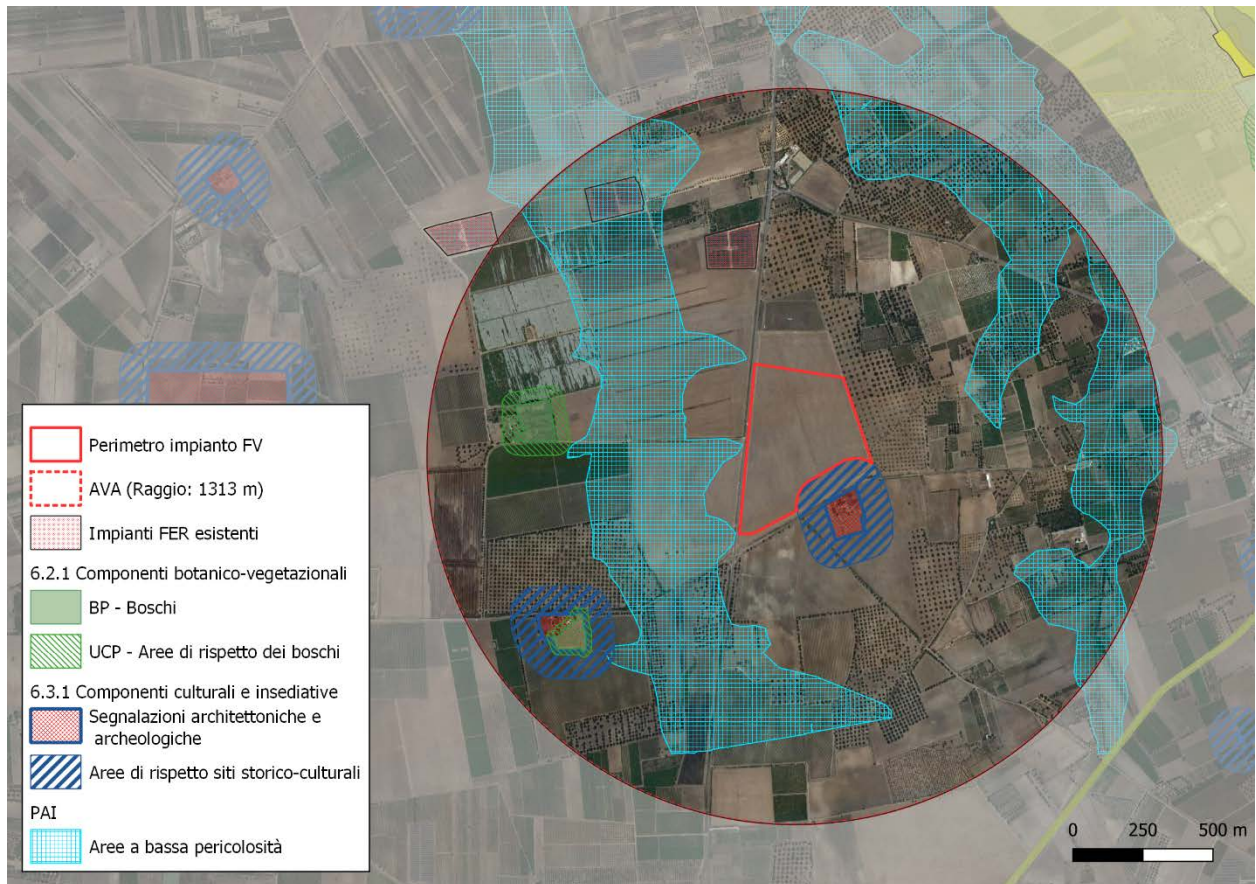 Perimetro impianto FV
AVA (Raggio: 1313 m)
Impianti FER esistenti
6.2.1 Componenti botanico-vegetazionali
BP - Boschi
UCP - Aree di rispetto dei boschi
6.3.1 Componenti culturali e insediative
Segnalazioni architettoniche e
archeologiche
Aree di rispetto siti storico-culturali
PAI
Aree a bassa pericolosità
0 250 500 m